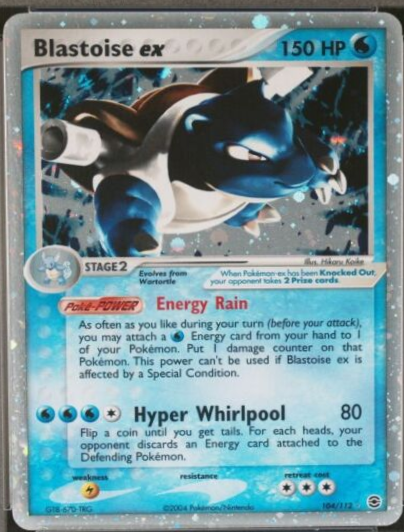 Blastoise ex 150 HP
Illus. Hikaru Koike
STAGE2
Evolves from
Wartortle
When Pokémon-ex has been Knocked Out,
your opponent takes 2 Prize cards.
Poké-POWER Energy Rain
As often as you like during your turn (before your attack),
you may attach a Energy card from your hand to 1
of your Pokémon. Put 1 damage counter on that
Pokémon. This power can't be used if Blastoise ex is
affected by a Special Condition.
Hyper Whirlpool 80
Flip a coin until you get tails. For each heads, your
opponent discards an Energy card attached to the
Defending Pokémon.
weakness resistance retreat cost
©2004 Pokémon/Nintendo 104/112